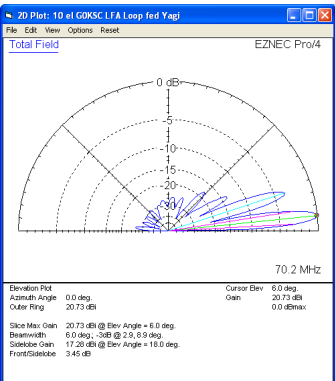 2D Plot: 10 el G0KSC LFA Loop fed Yagi
File Edit View Options Reset
Total Field
EZNEC Pro/4
0 dB
-5
-10
-15
-20
-30
70.2 MHz
Elevation Plot
Cursor Elev 6.0 deg.
Azimuth Angle 0.0 deg.
Gain 20.73 dBi
Outer Ring 20.73 dBi
0.0 dBmax
Slice Max Gain 20.73 dBi @ Elev Angle = 6.0 deg.
Beamwidth 6.0 deg.; -3dB @ 2.9, 8.9 deg.
Sidelobe Gain 17.28 dBi @ Elev Angle = 18.0 deg.
Front/Sidelobe 3.45 dB